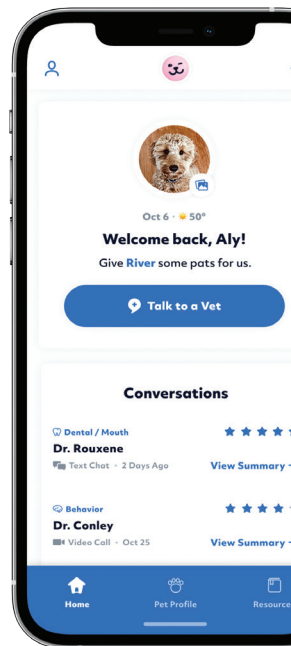 Oct 6 · 50°
Welcome back, Aly!
Give River some pats for us.
Talk to a Vet
Conversations
Dental / Mouth
Dr. Rouxene
Text Chat · 2 Days Ago
View Summary
Behavior
Dr. Conley
Video Call · Oct 25
View Summary
Home
Pet Profile
Resource